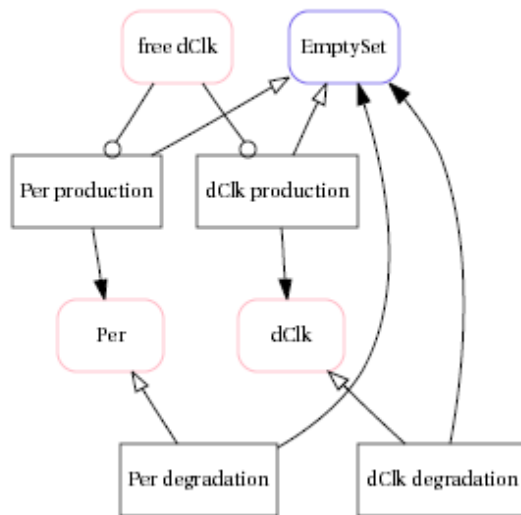 free dClk
EmptySet
Per production
dClk production
Per
dClk
Per degradation
dClk degradation